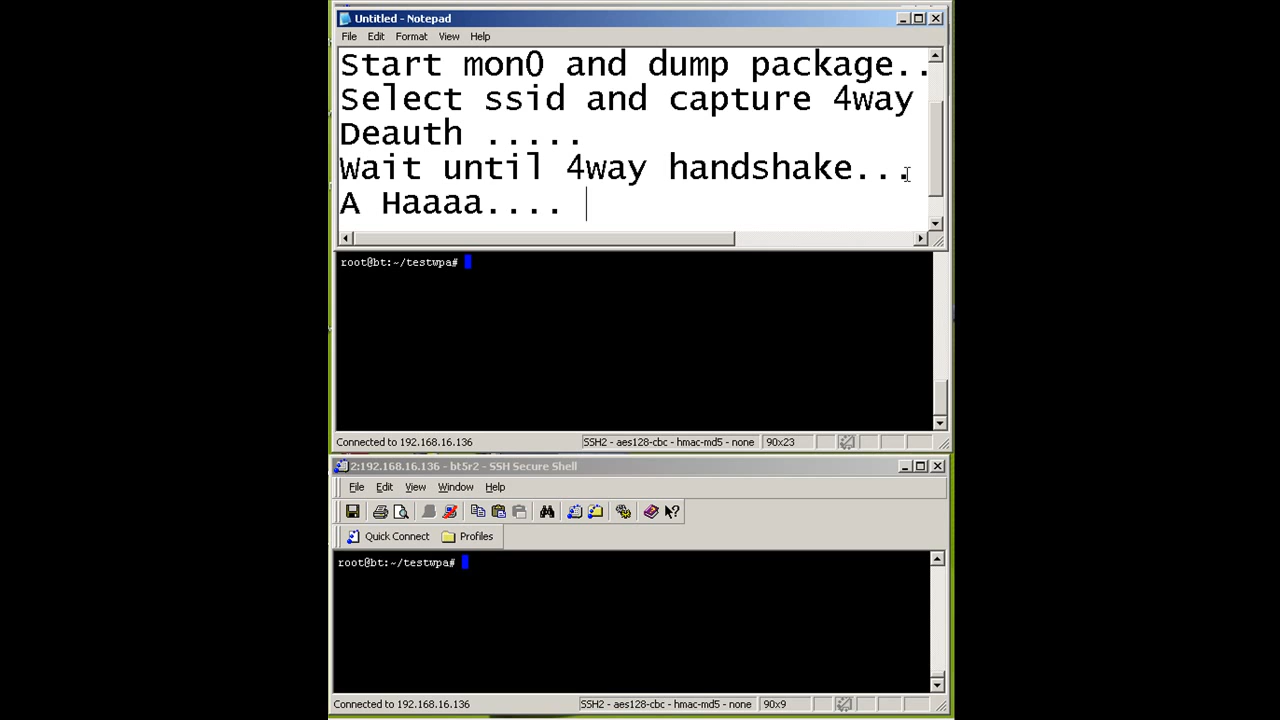 Untitled - Notepad
File Edit Format View Help
Start mon0 and dump package..
Select ssid and capture 4way
Deauth .....
Wait until 4way handshake...
A Haaaa....
root@bt:~/testwpa#
Connected to 192.168.16.136 SSH2 - aes128-cbc - hmac-md5 - none 90x23
2:192.168.16.136 - bt5r2 - SSH Secure Shell
File Edit View Window Help
Quick Connect Profiles
root@bt:~/testwpa#
Connected to 192.168.16.136 SSH2 - aes128-cbc - hmac-md5 - none 90x9